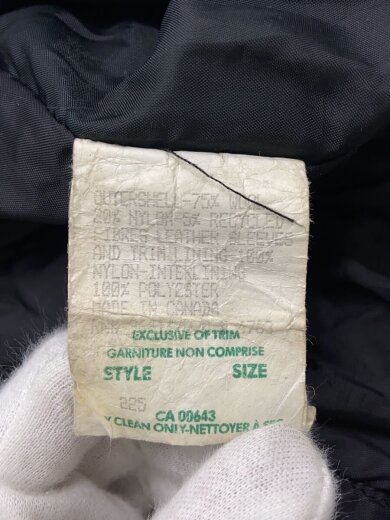 OUTERSHELL-75% WOOL
20% NYLON-5% RECYCLED
FIBRES LEATHER SLEEVES
AND TRIM LINING-100%
NYLON-INTERLINING
100% POLYESTER
MADE IN CANADA
EXCLUSIVE OF TRIM
GARNITURE NON COMPRISE
STYLE SIZE
225
CA 00643
Y CLEAN ONLY-NETTOYER À SEC